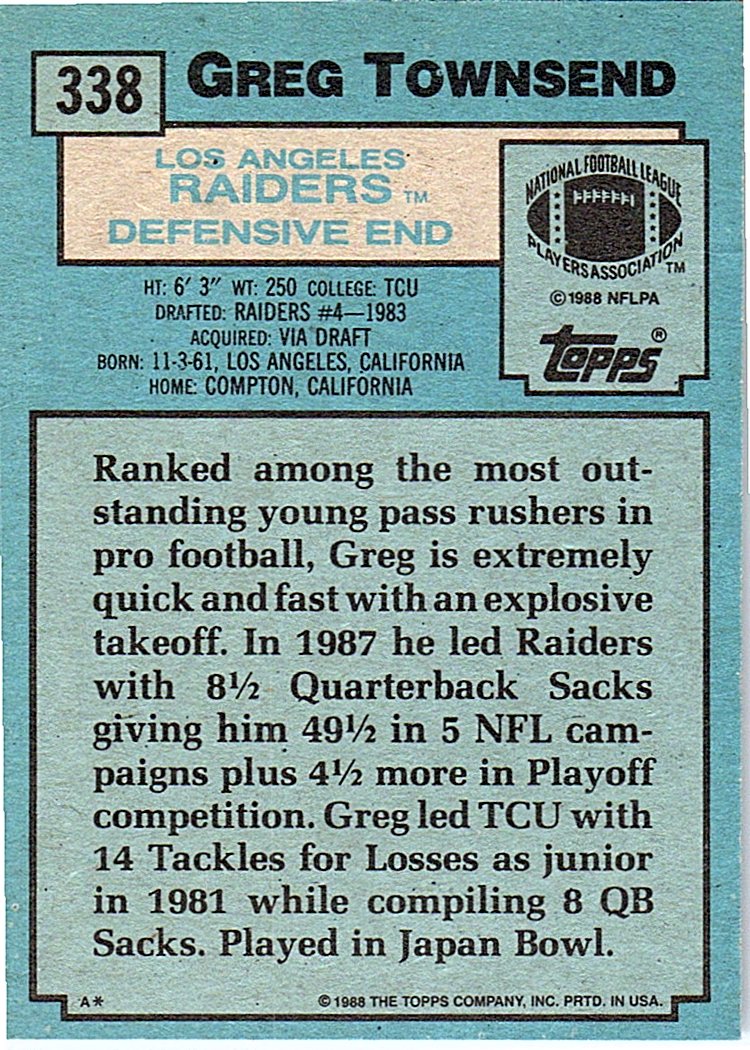 338
GREG TOWNSEND
LOS ANGELES
RAIDERS TM
DEFENSIVE END
NATIONAL FOOTBALL LEAGUE
PLAYERS ASSOCIATION TM
©1988 NFLPA
topps®
HT: 6' 3" WT: 250 COLLEGE: TCU
DRAFTED: RAIDERS #4—1983
ACQUIRED: VIA DRAFT
BORN: 11-3-61, LOS ANGELES, CALIFORNIA
HOME: COMPTON, CALIFORNIA
Ranked among the most out-
standing young pass rushers in
pro football, Greg is extremely
quick and fast with an explosive
takeoff. In 1987 he led Raiders
with 8½ Quarterback Sacks
giving him 49½ in 5 NFL cam-
paigns plus 4½ more in Playoff
competition. Greg led TCU with
14 Tackles for Losses as junior
in 1981 while compiling 8 QB
Sacks. Played in Japan Bowl.
A* ©1988 THE TOPPS COMPANY, INC. PRTD. IN USA.